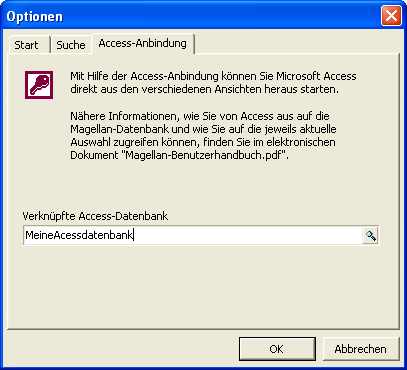 Optionen
Start Suche Access-Anbindung
Mit Hilfe der Access-Anbindung können Sie Microsoft Access
direkt aus den verschiedenen Ansichten heraus starten.
Nähere Informationen, wie Sie von Access aus auf die
Magellan-Datenbank und wie Sie auf die jeweils aktuelle
Auswahl zugreifen können, finden Sie im elektronischen
Dokument "Magellan-Benutzerhandbuch.pdf".
Verknüpfte Access-Datenbank
MeineAcessdatenbank
OK Abbrechen